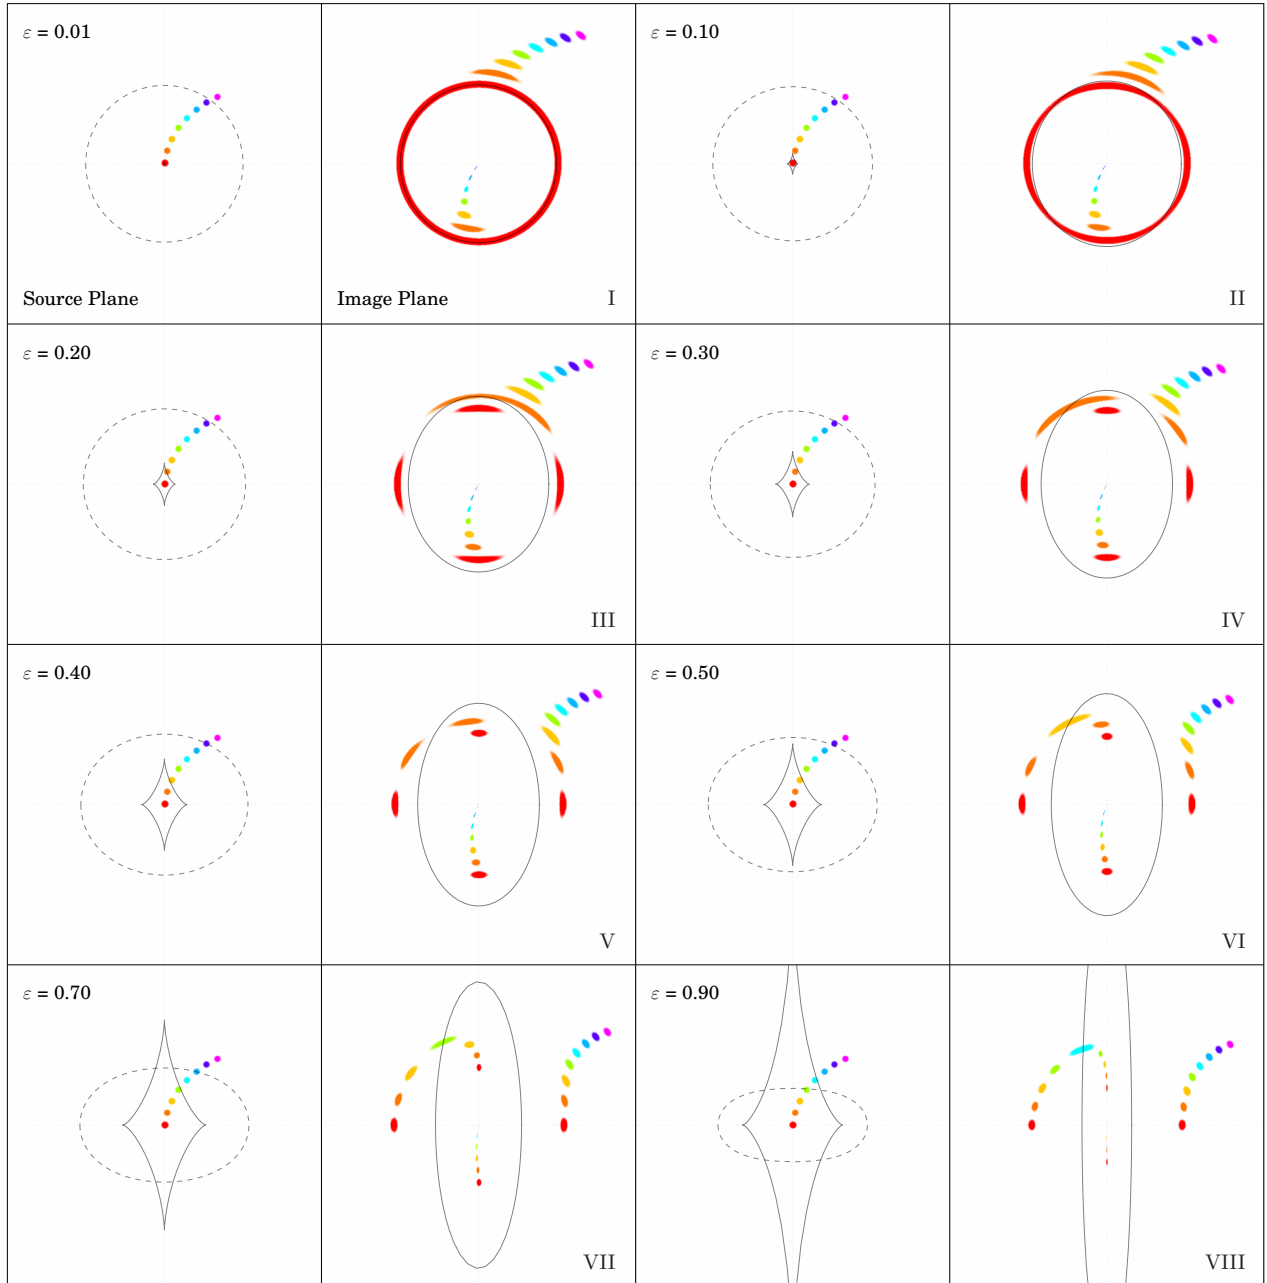 ε = 0.01
ε = 0.10
Source Plane
Image Plane
I
II
ε = 0.20
ε = 0.30
III
IV
ε = 0.40
ε = 0.50
V
VI
ε = 0.70
ε = 0.90
VII
VIII